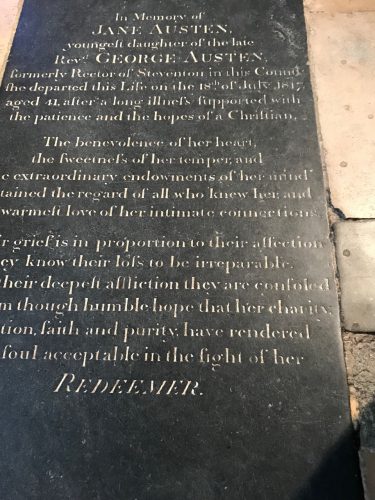 In Memory of
JANE AUSTEN,
youngeſt daughter of the late
Revd. GEORGE AUSTEN,
formerly Rector of Steventon in this Count
ſhe departed this Life on the 18th of July 1817,
aged 41, after a long illneſs ſupported with
the patience and the hopes of a Chriſtian.
The benevolence of her heart,
the ſweetneſs of her temper, and
e extraordinary endowments of her mind
tained the regard of all who knew her, and
warmeſt love of her intimate connections.
r grief is in proportion to their affection
ey know their loſs to be irreparable,
their deepeſt affliction they are conſoled
m though humble hope that her charity,
tion, faith and purity, have rendered
ſoul acceptable in the ſight of her
REDEEMER.